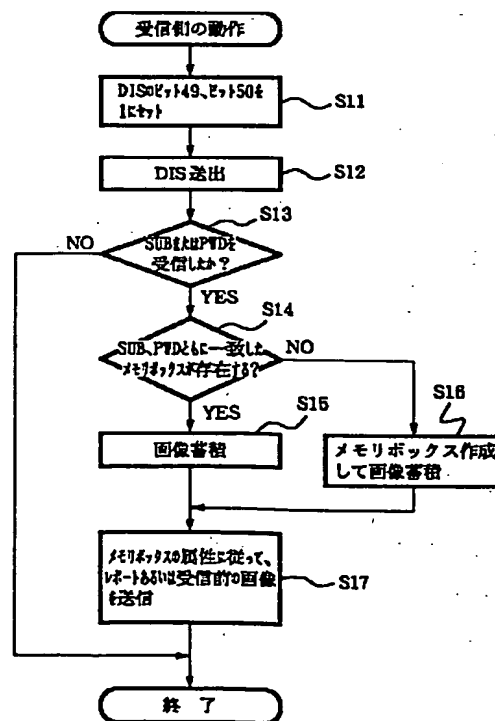 受信側の動作
DISのビット49、ビット50を
1にセット
S11
DIS送出
S12
S13
NO
SUBまたはPWDを
受信したか？
YES
S14
SUB、PWDともに一致した
メモリボックスが存在する？
NO
YES
S15
S16
画像蓄積
メモリボックス作成
して画像蓄積
メモリボックスの属性に従って、
レポートあるいは受信前の画像
を送信
S17
終了